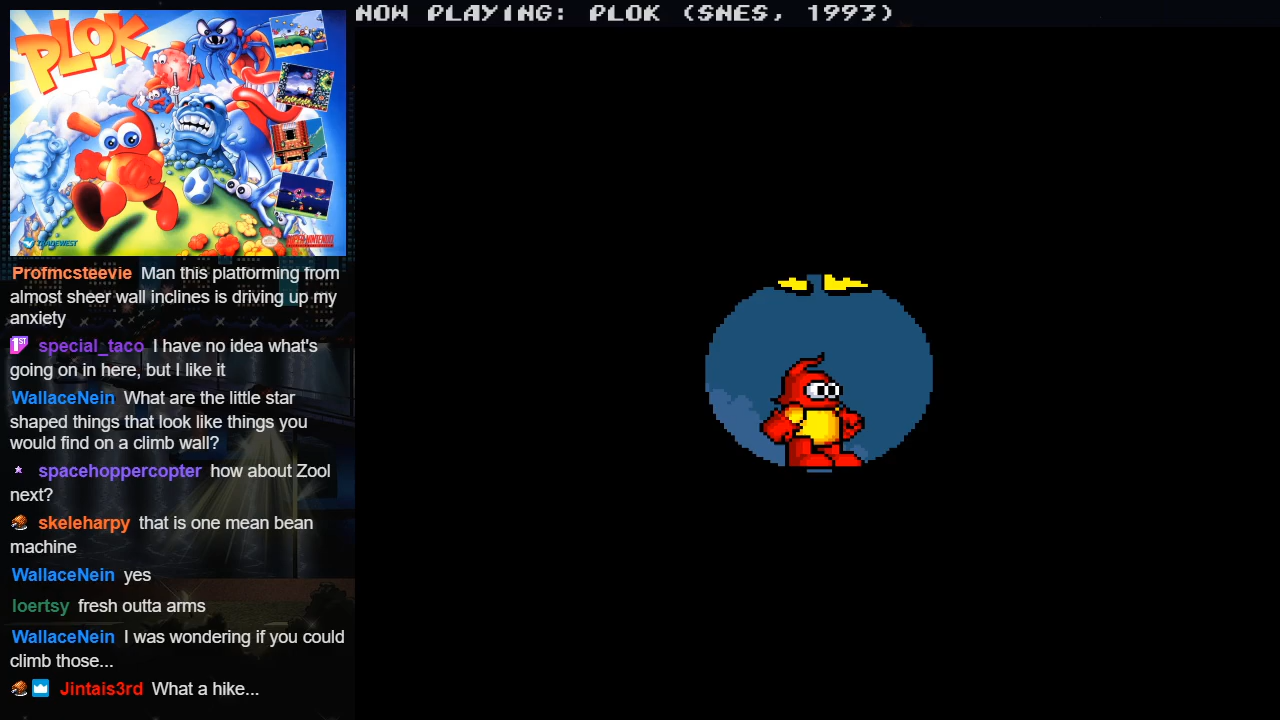 NOW PLAYING: PLOK (SNES, 1993)
PLOK
TRADEWEST
SUPER NINTENDO
Profmcsteevie Man this platforming from
almost sheer wall inclines is driving up my
anxiety
1ST special_taco I have no idea what's
going on in here, but I like it
WallaceNein What are the little star
shaped things that look like things you
would find on a climb wall?
spacehoppercopter how about Zool
next?
skeleharpy that is one mean bean
machine
WallaceNein yes
loertsy fresh outta arms
WallaceNein I was wondering if you could
climb those...
Jintais3rd What a hike...